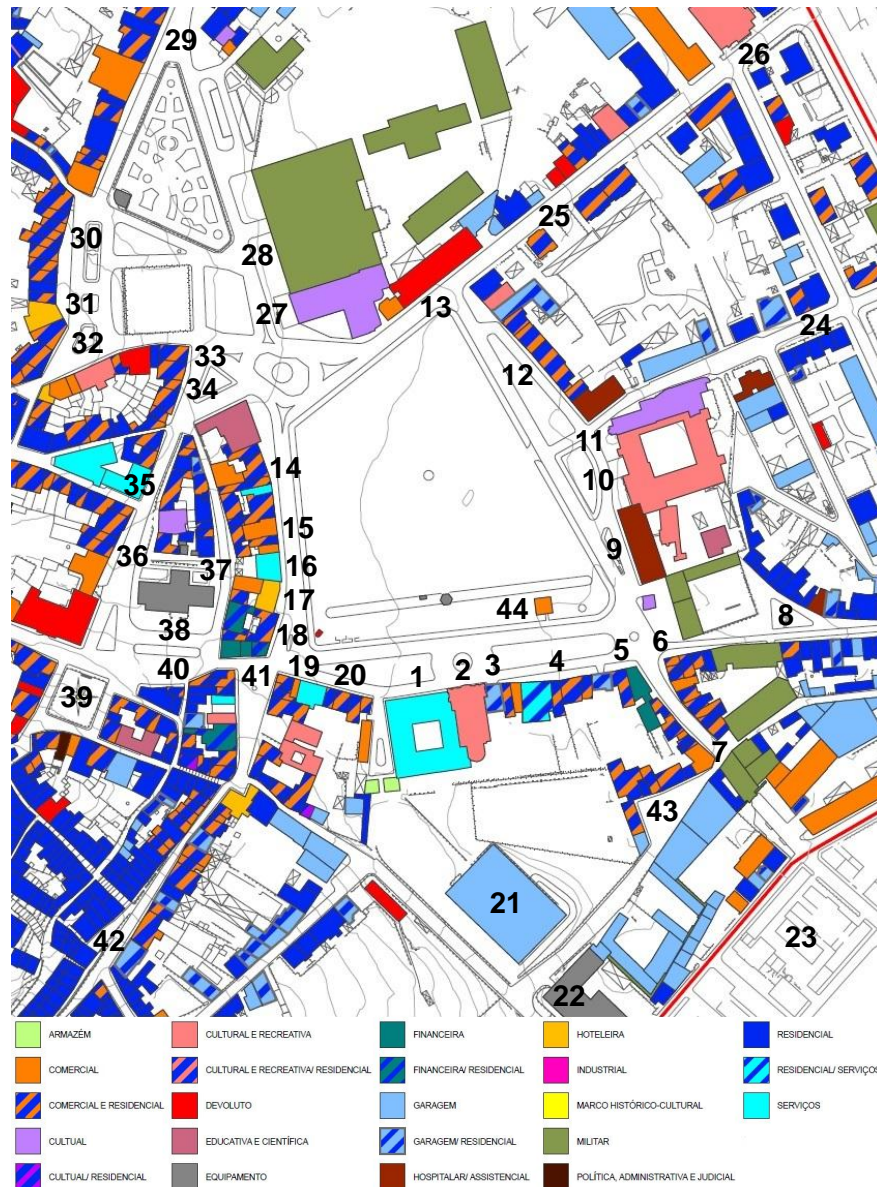 29
26
25
30
28
31
27
13
32
33
24
34
12
11
14
10
35
15
9
36
16
37
17
44
8
38
18
6
5
40
41
19
20
1
2
3
4
39
7
43
21
42
23
22
ARMAZÉM
CULTURAL E RECREATIVA
FINANCEIRA
HOTELEIRA
RESIDENCIAL
COMERCIAL
CULTURAL E RECREATIVA/ RESIDENCIAL
FINANCEIRA/ RESIDENCIAL
INDUSTRIAL
RESIDENCIAL/ SERVIÇOS
COMERCIAL E RESIDENCIAL
DEVOLUTO
GARAGEM
MARCO HISTÓRICO-CULTURAL
SERVIÇOS
CULTUAL
EDUCATIVA E CIENTÍFICA
GARAGEM/ RESIDENCIAL
MILITAR
CULTUAL/ RESIDENCIAL
EQUIPAMENTO
HOSPITALAR/ ASSISTENCIAL
POLÍTICA, ADMINISTRATIVA E JUDICIAL